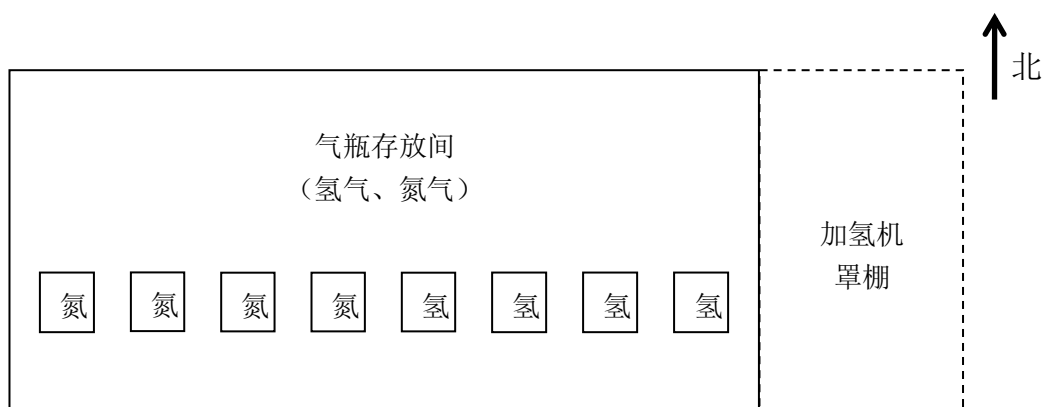 北
气瓶存放间
（氢气、氮气）
加氢机
罩棚
氮 氮 氮 氮 氢 氢 氢 氢